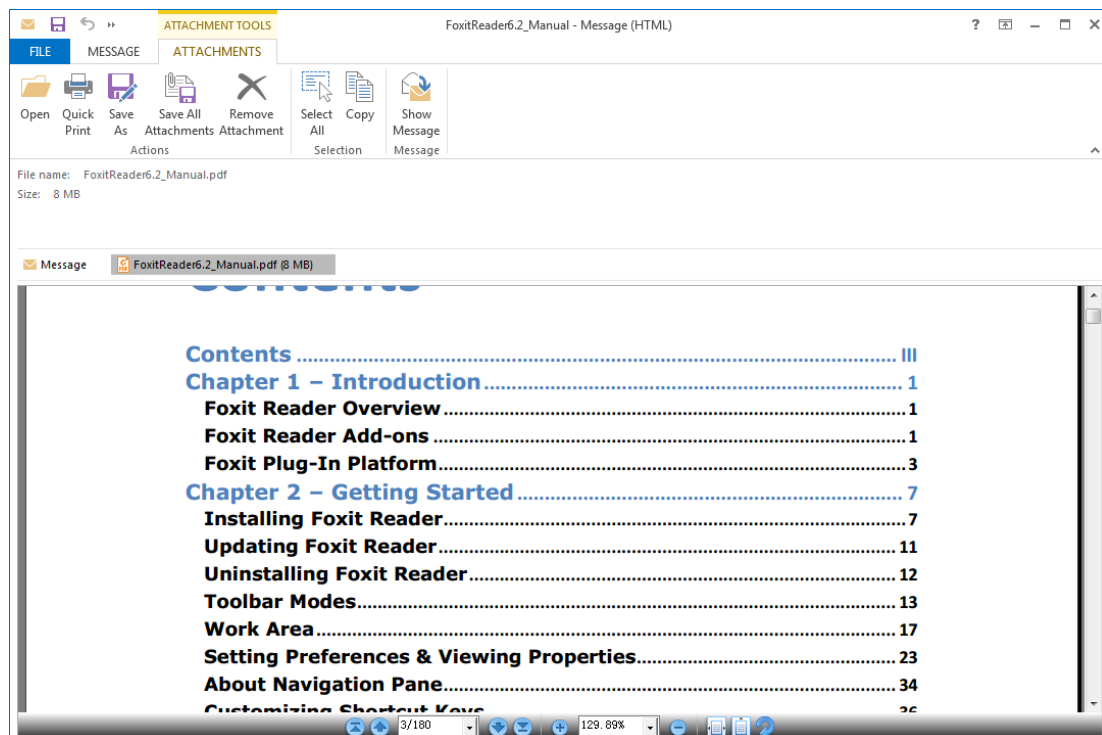 ATTACHMENT TOOLS
FoxitReader6.2_Manual - Message (HTML)
?
FILE MESSAGE ATTACHMENTS
Open Quick Print Save As Save All Attachments Remove Attachment Select All Copy Show Message
Actions Selection Message
File name: FoxitReader6.2_Manual.pdf
Size: 8 MB
Message FoxitReader6.2_Manual.pdf (8 MB)
Contents
Contents ........ III
Chapter 1 – Introduction ........ 1
Foxit Reader Overview ........ 1
Foxit Reader Add-ons ........ 1
Foxit Plug-In Platform ........ 3
Chapter 2 – Getting Started ........ 7
Installing Foxit Reader ........ 7
Updating Foxit Reader ........ 11
Uninstalling Foxit Reader ........ 12
Toolbar Modes ........ 13
Work Area ........ 17
Setting Preferences & Viewing Properties ........ 23
About Navigation Pane ........ 34
Customizing Shortcut Keys ........ 36
3/180 129.89%